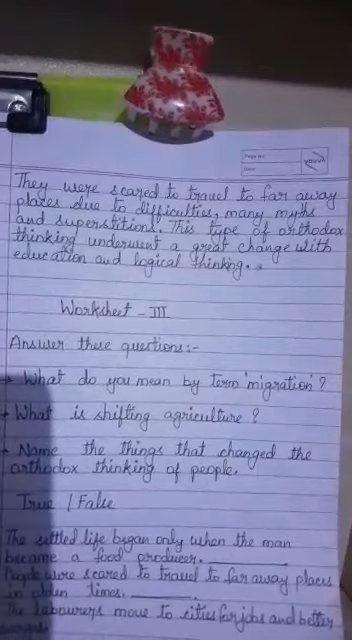 Page No.
Date
youva
They were scared to travel to far away
places due to difficulties, many myths
and superstitions. This type of orthodox
thinking underwent a great change with
education and logical thinking.
Worksheet - III
Answer these questions:-
What do you mean by term 'migration'?
What is shifting agriculture?
Name the things that changed the
orthodox thinking of people.
True / False
The settled life began only when the man
became a food producer. ________
People were scared to travel to far away places
in olden times. ________
The labourers move to cities for jobs and better